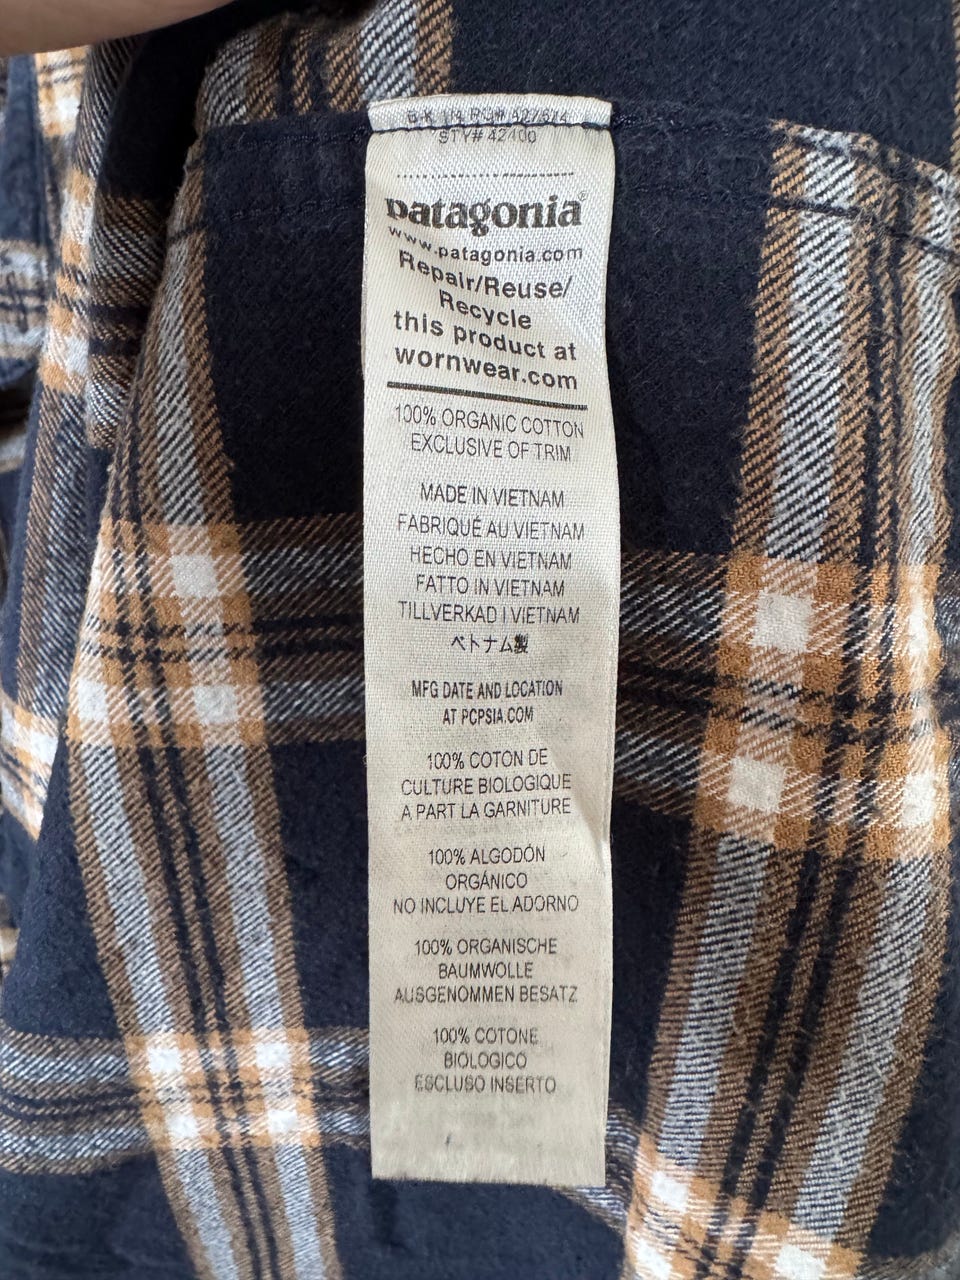 STY# 42400
patagonia®
www.patagonia.com
Repair/Reuse/
Recycle
this product at
wornwear.com
100% ORGANIC COTTON
EXCLUSIVE OF TRIM
MADE IN VIETNAM
FABRIQUÉ AU VIETNAM
HECHO EN VIETNAM
FATTO IN VIETNAM
TILLVERKAD I VIETNAM
ベトナム製
MFG DATE AND LOCATION
AT PCPSIA.COM
100% COTON DE
CULTURE BIOLOGIQUE
A PART LA GARNITURE
100% ALGODÓN
ORGÁNICO
NO INCLUYE EL ADORNO
100% ORGANISCHE
BAUMWOLLE
AUSGENOMMEN BESATZ
100% COTONE
BIOLOGICO
ESCLUSO INSERTO